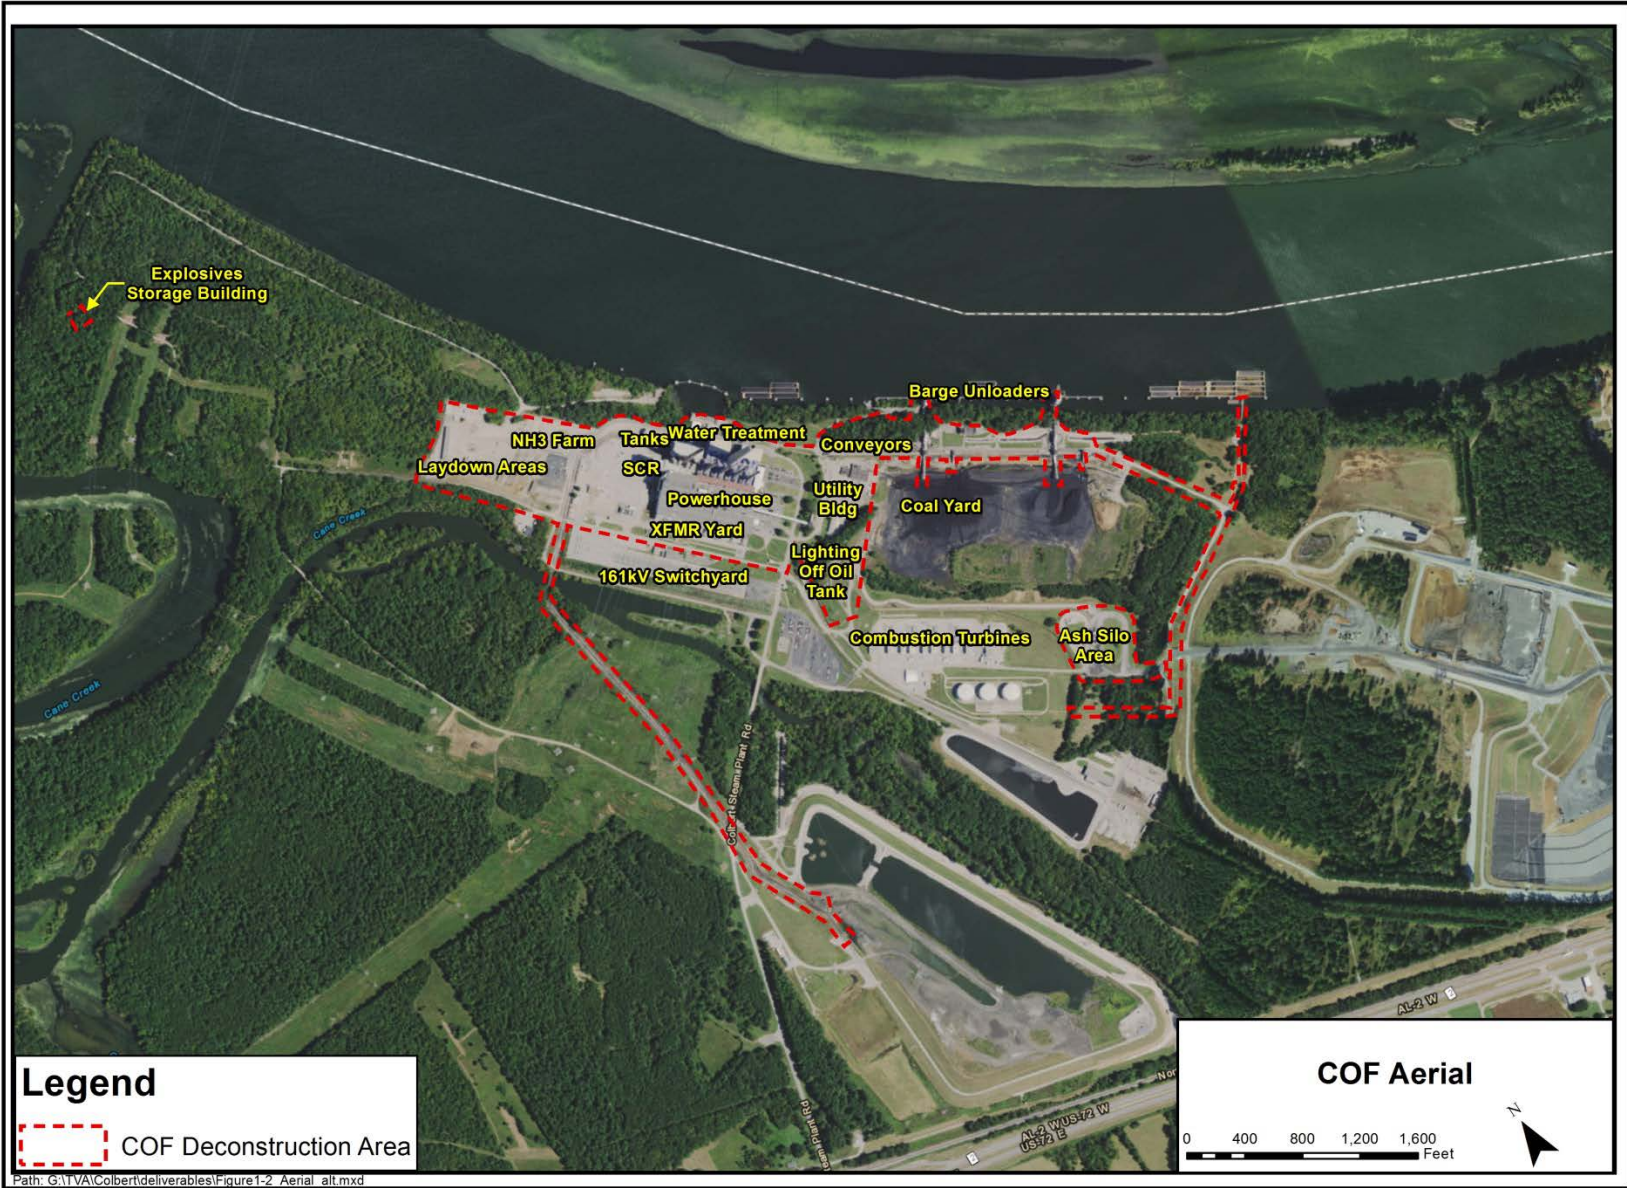 Explosives
Storage Building
Barge Unloaders
NH3 Farm
Tanks
Water Treatment
Conveyors
Laydown Areas
SCR
Powerhouse
Utility
Bldg
Coal Yard
XFMR Yard
161kV Switchyard
Lighting
Off Oil
Tank
Combustion Turbines
Ash Silo
Area
Cane Creek
Cane Creek
Colbert Steam Plant Rd
AL-2 W
AL-2 W US-72 W
US-72 E
Legend
COF Deconstruction Area
COF Aerial
N
0 400 800 1,200 1,600
Feet
Path: G:\TVA\Colbert\deliverables\Figure1-2_Aerial_alt.mxd